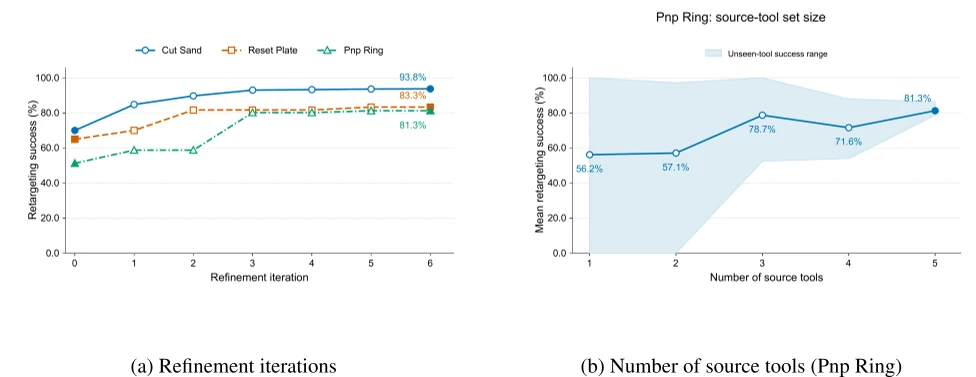 Pnp Ring: source-tool set size
Cut Sand
Reset Plate
Pnp Ring
Unseen-tool success range
100.0
80.0
60.0
40.0
20.0
0.0
Retargeting success (%)
93.8%
83.3%
81.3%
0 1 2 3 4 5 6
Refinement iteration
100.0
80.0
60.0
40.0
20.0
0.0
Mean retargeting success (%)
56.2%
57.1%
78.7%
71.6%
81.3%
1 2 3 4 5
Number of source tools
(a) Refinement iterations
(b) Number of source tools (Pnp Ring)